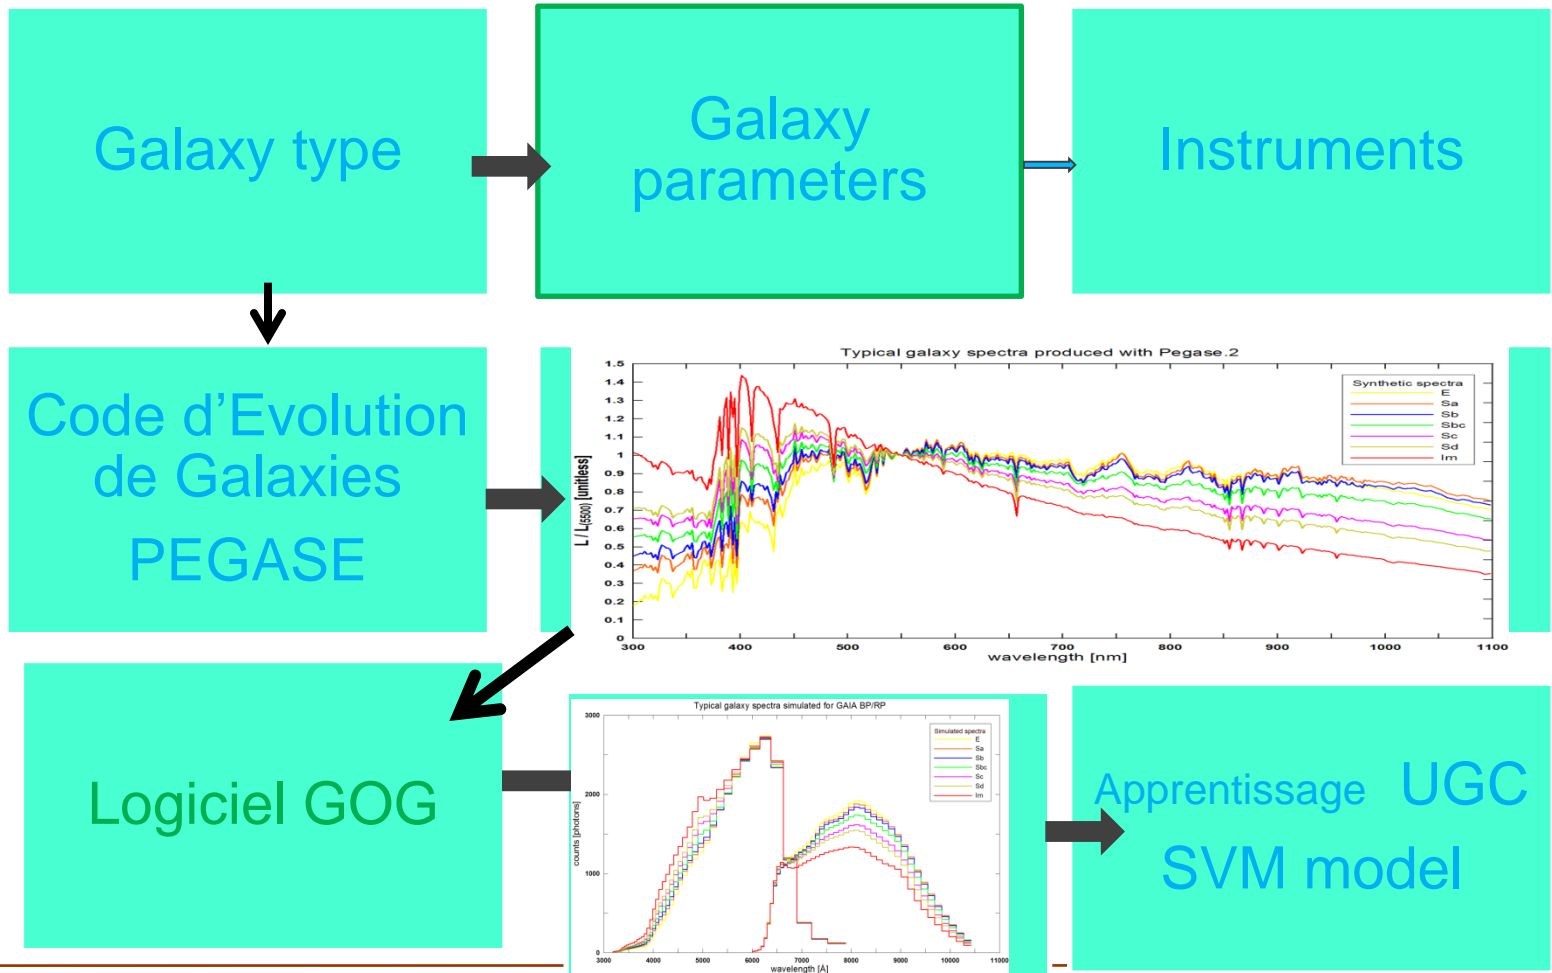 Galaxy type
Galaxy
parameters
Instruments
Code d’Evolution
de Galaxies
PEGASE
Typical galaxy spectra produced with Pegase.2
Synthetic spectra
E
Sa
Sb
Sbc
Sc
Sd
Im
L / L(5500) [unitless]
1.5
1.4
1.3
1.2
1.1
1
0.9
0.8
0.7
0.6
0.5
0.4
0.3
0.2
0.1
0
300 400 500 600 700 800 900 1000 1100
wavelength [nm]
Logiciel GOG
Typical galaxy spectra simulated for GAIA BP/RP
Simulated spectra
E
Sa
Sb
Sbc
Sc
Sd
Im
counts [photons]
3000
2000
1000
0
3000 4000 5000 6000 7000 8000 9000 10000 11000
wavelength [Å]
Apprentissage UGC
SVM model